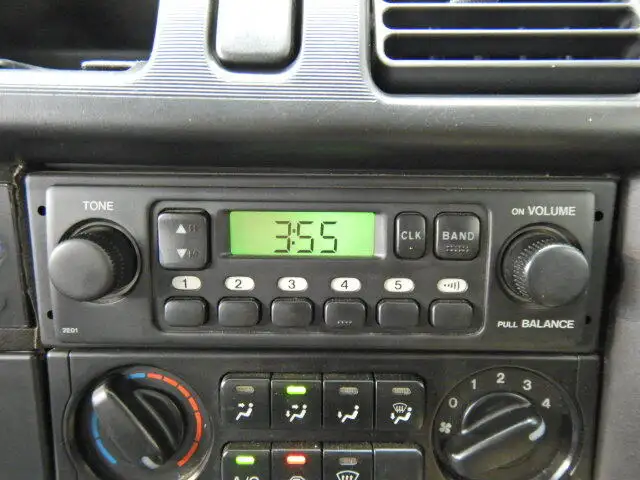 TONE
3:55
CLK
BAND
ON VOLUME
1 2 3 4 5
2E01
PULL BALANCE
0 1 2 3 4
A/C